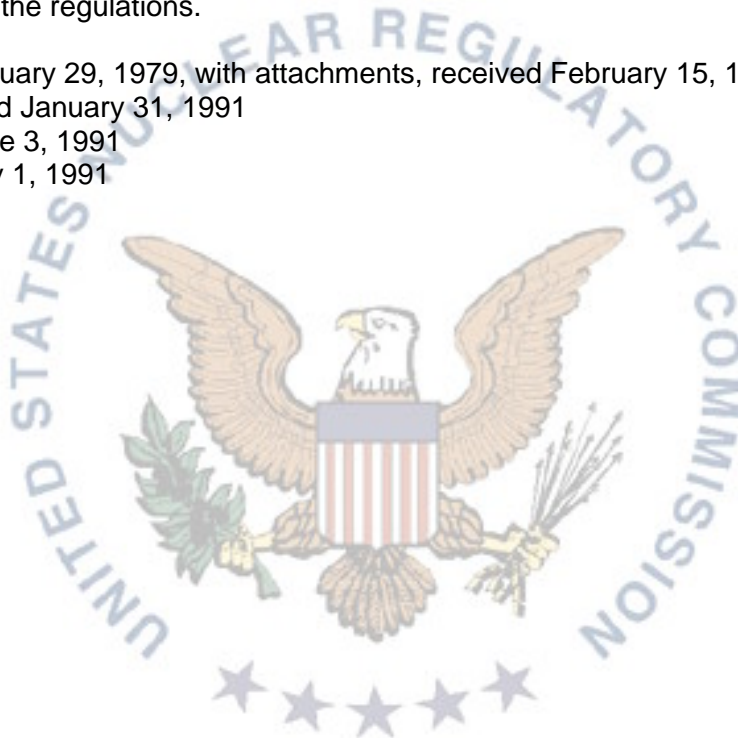 the regulations.
uary 29, 1979, with attachments, received February 15, 1
d January 31, 1991
e 3, 1991
y 1, 1991
UNITED STATES NUCLEAR REGULATORY COMMISSION